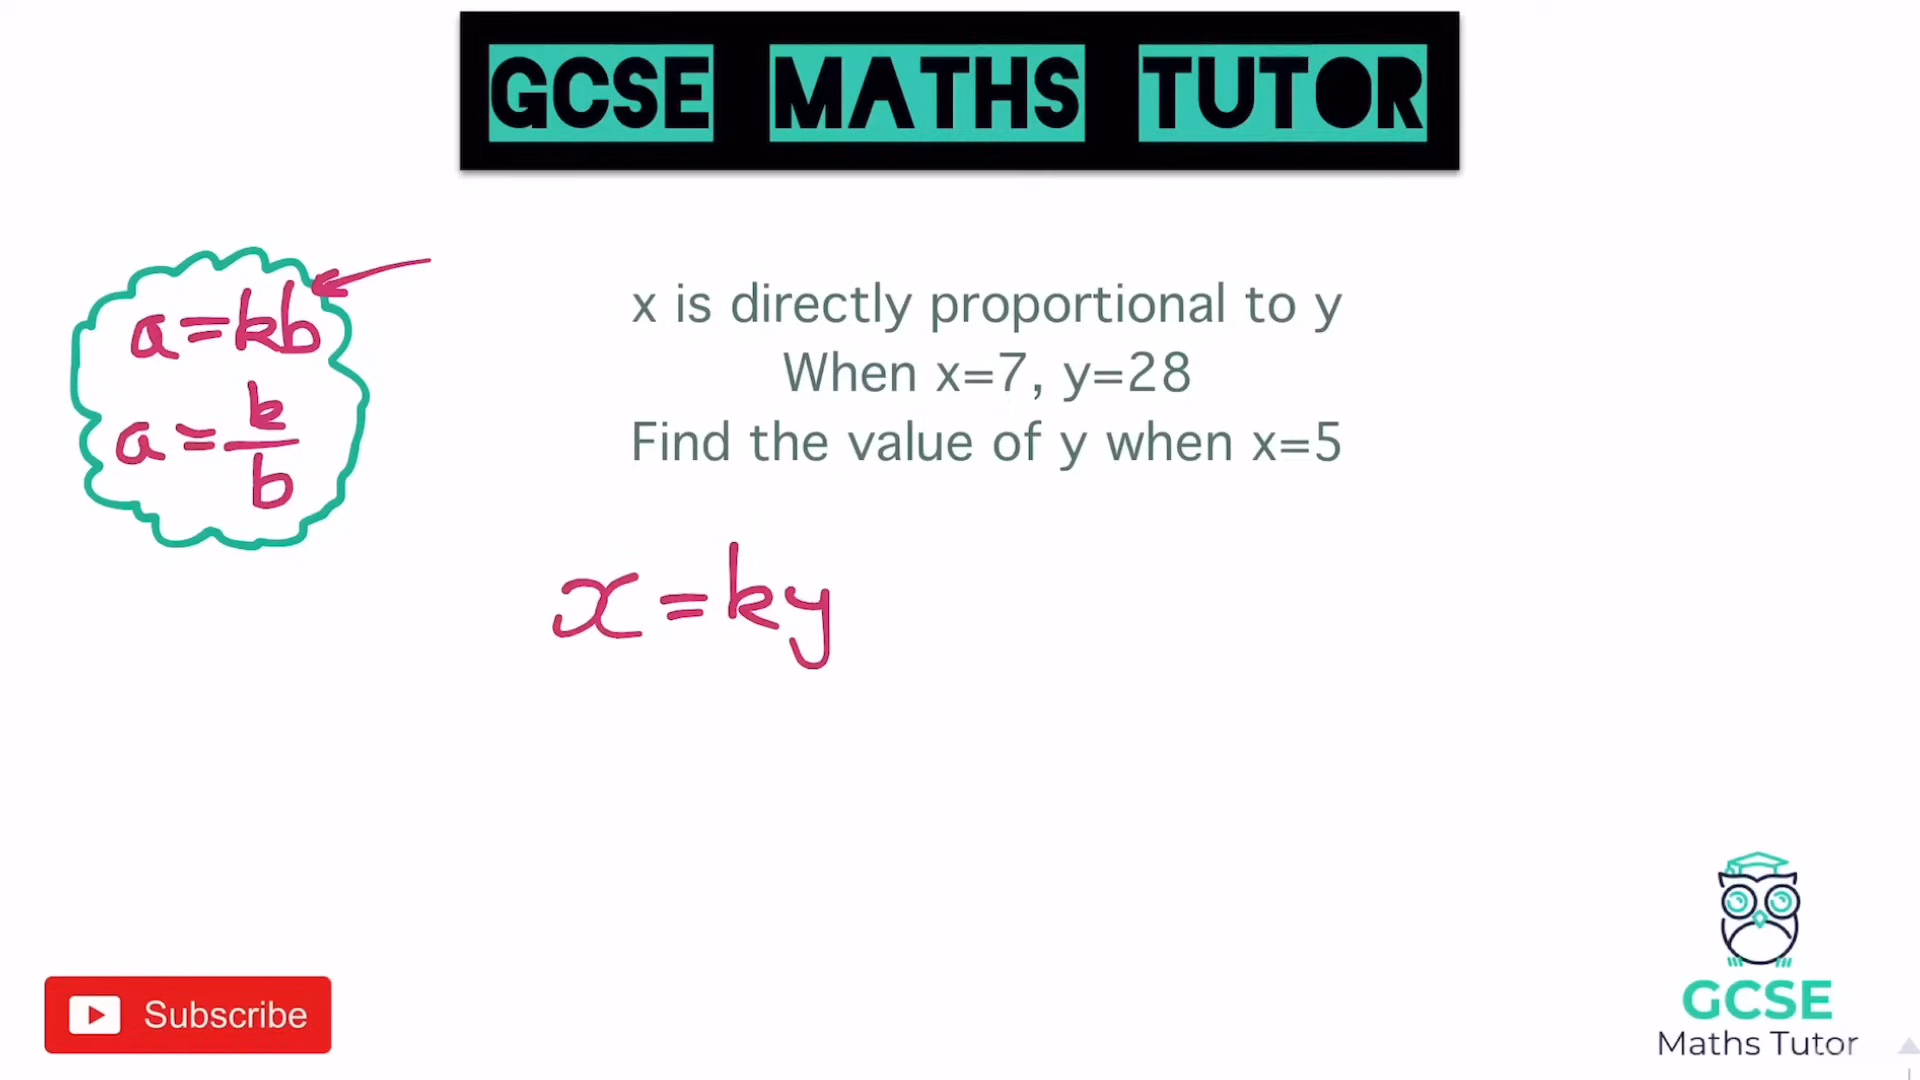 GCSE MATHS TUTOR
a=kb
a=k/b
x is directly proportional to y
When x=7, y=28
Find the value of y when x=5
x=ky
Subscribe
GCSE
Maths Tutor